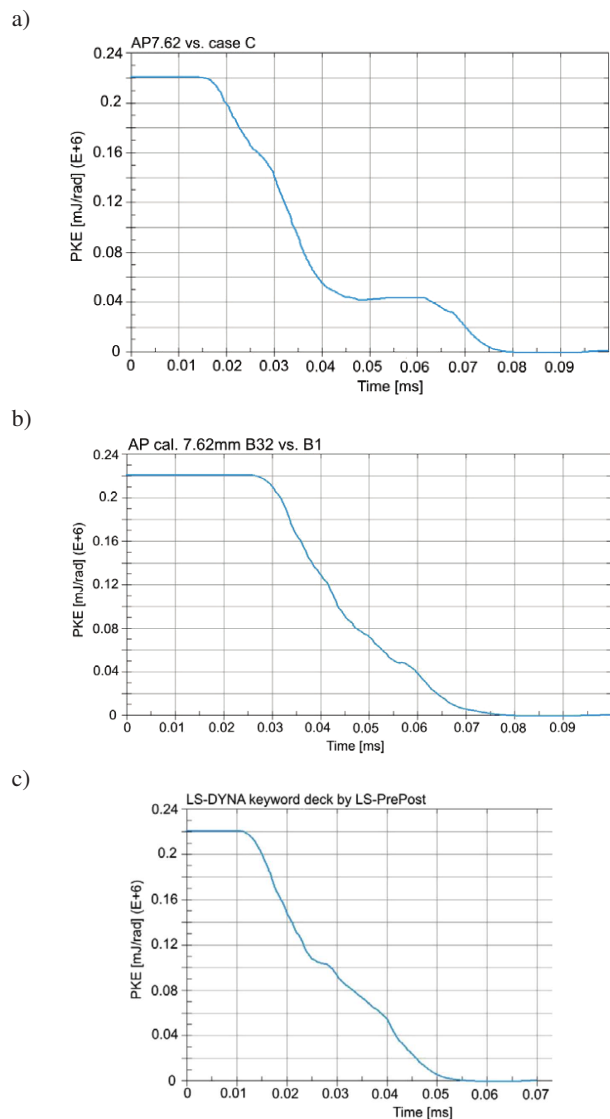 a)
AP7.62 vs. case C
0.24
0.2
0.16
0.12
0.08
0.04
0
PKE [mJ/rad] (E+6)
0 0.01 0.02 0.03 0.04 0.05 0.06 0.07 0.08 0.09
Time [ms]
b)
AP cal. 7.62mm B32 vs. B1
0.24
0.2
0.16
0.12
0.08
0.04
0
PKE [mJ/rad] (E+6)
0 0.01 0.02 0.03 0.04 0.05 0.06 0.07 0.08 0.09
Time [ms]
c)
LS-DYNA keyword deck by LS-PrePost
0.24
0.2
0.16
0.12
0.08
0.04
0
PKE [mJ/rad] (E+6)
0 0.01 0.02 0.03 0.04 0.05 0.06 0.07
Time [ms]